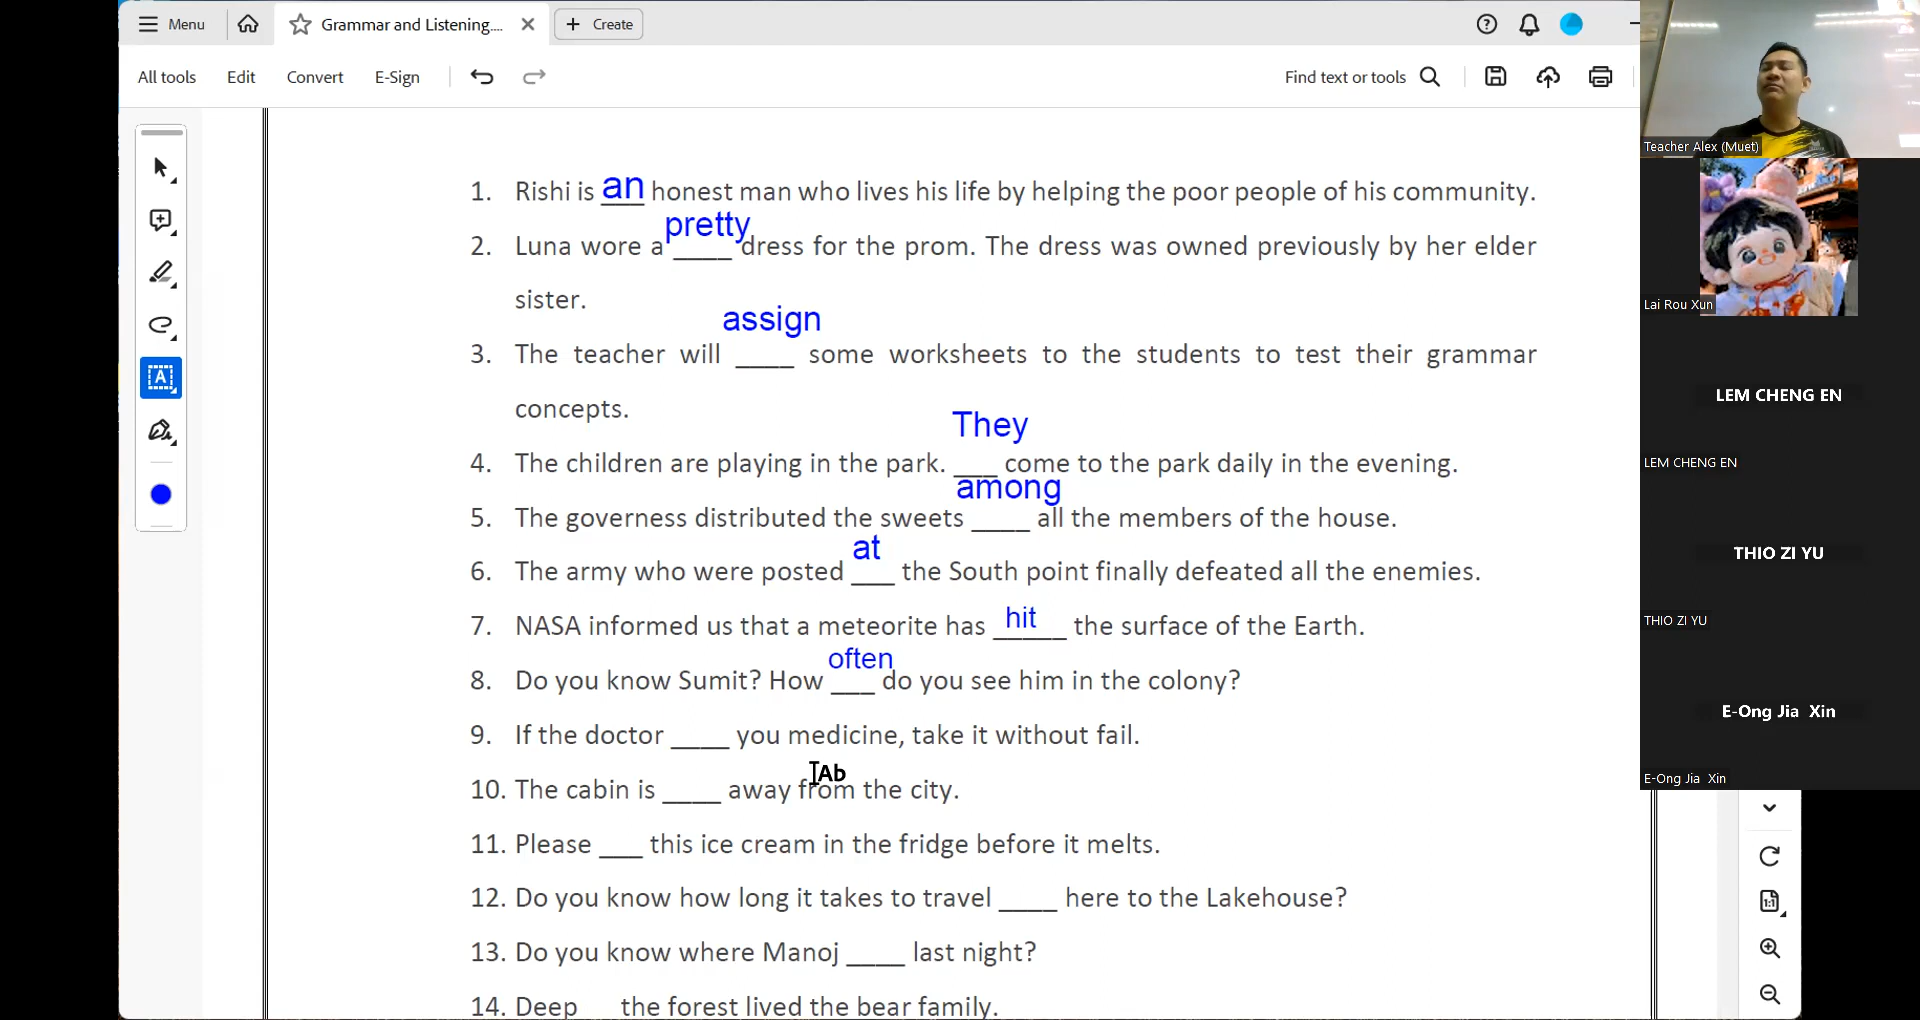 Menu
Grammar and Listening....
Create
All tools
Edit
Convert
E-Sign
Find text or tools
1. Rishi is an honest man who lives his life by helping the poor people of his community.
pretty
2. Luna wore a ____ dress for the prom. The dress was owned previously by her elder
sister.
assign
3. The teacher will ____ some worksheets to the students to test their grammar
concepts.
They
4. The children are playing in the park. ___ come to the park daily in the evening.
among
5. The governess distributed the sweets ____ all the members of the house.
at
6. The army who were posted ___ the South point finally defeated all the enemies.
hit
7. NASA informed us that a meteorite has _____ the surface of the Earth.
often
8. Do you know Sumit? How ___ do you see him in the colony?
9. If the doctor ____ you medicine, take it without fail.
Ab
10. The cabin is ____ away from the city.
11. Please ___ this ice cream in the fridge before it melts.
12. Do you know how long it takes to travel ____ here to the Lakehouse?
13. Do you know where Manoj ____ last night?
14. Deep __ the forest lived the bear family.
Teacher Alex (Muet)
Lai Rou Xun
LEM CHENG EN
LEM CHENG EN
THIO ZI YU
THIO ZI YU
E-Ong Jia Xin
E-Ong Jia Xin
1:1